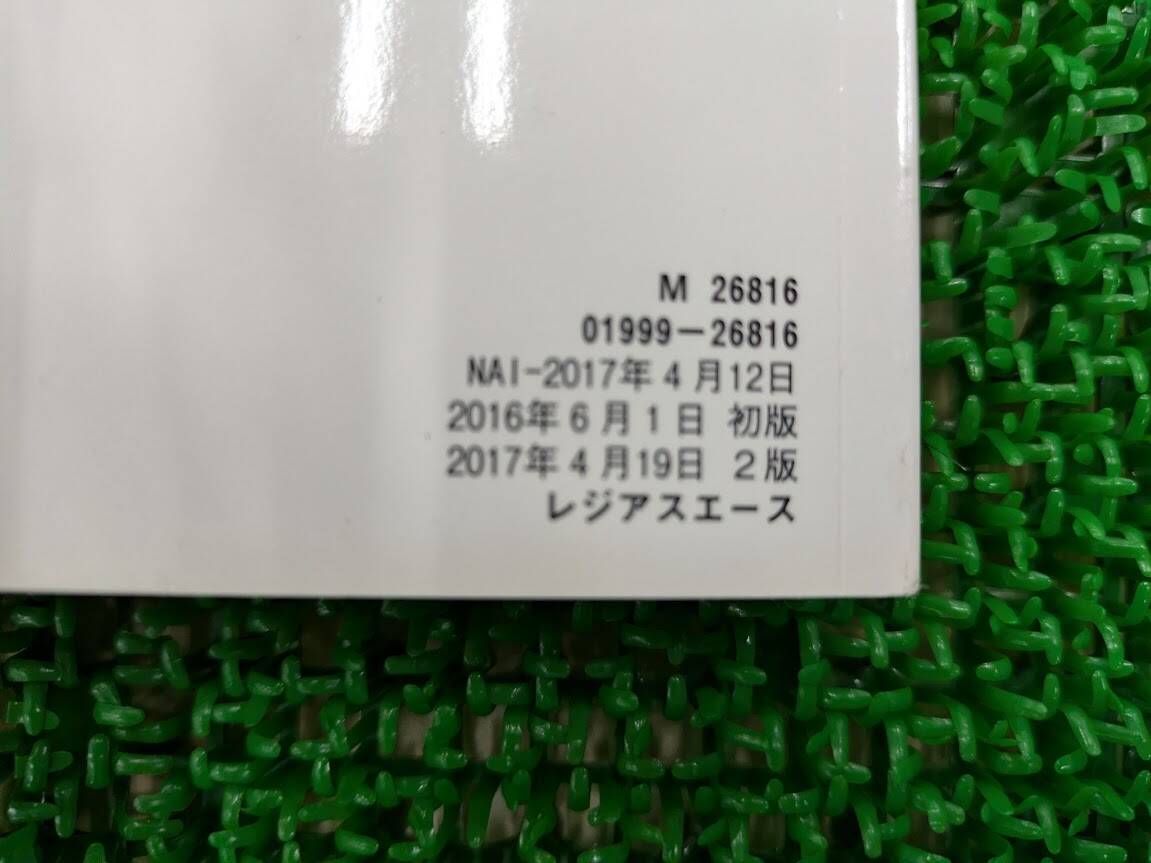 M 26816
01999-26816
NAI-2017年4月12日
2016年6月1日 初版
2017年4月19日 2版
レジアスエース